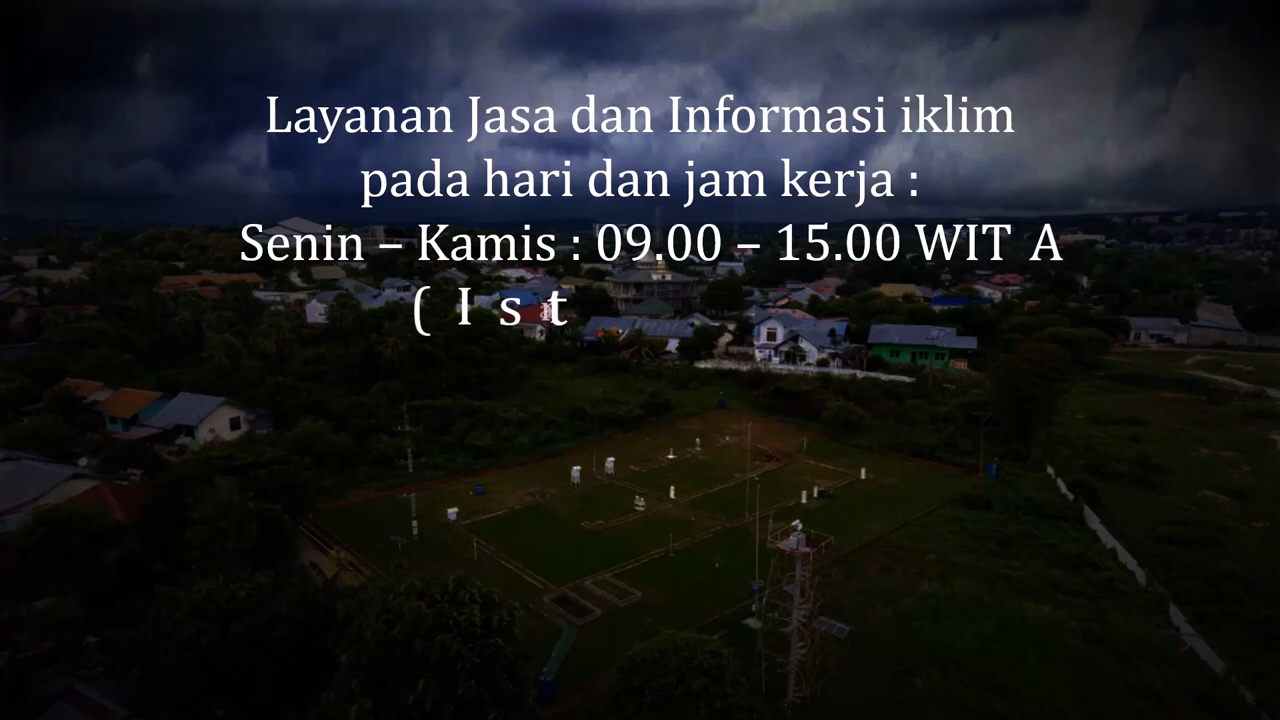 Layanan Jasa dan Informasi iklim
pada hari dan jam kerja :
Senin – Kamis : 09.00 – 15.00 WIT A
( I s t